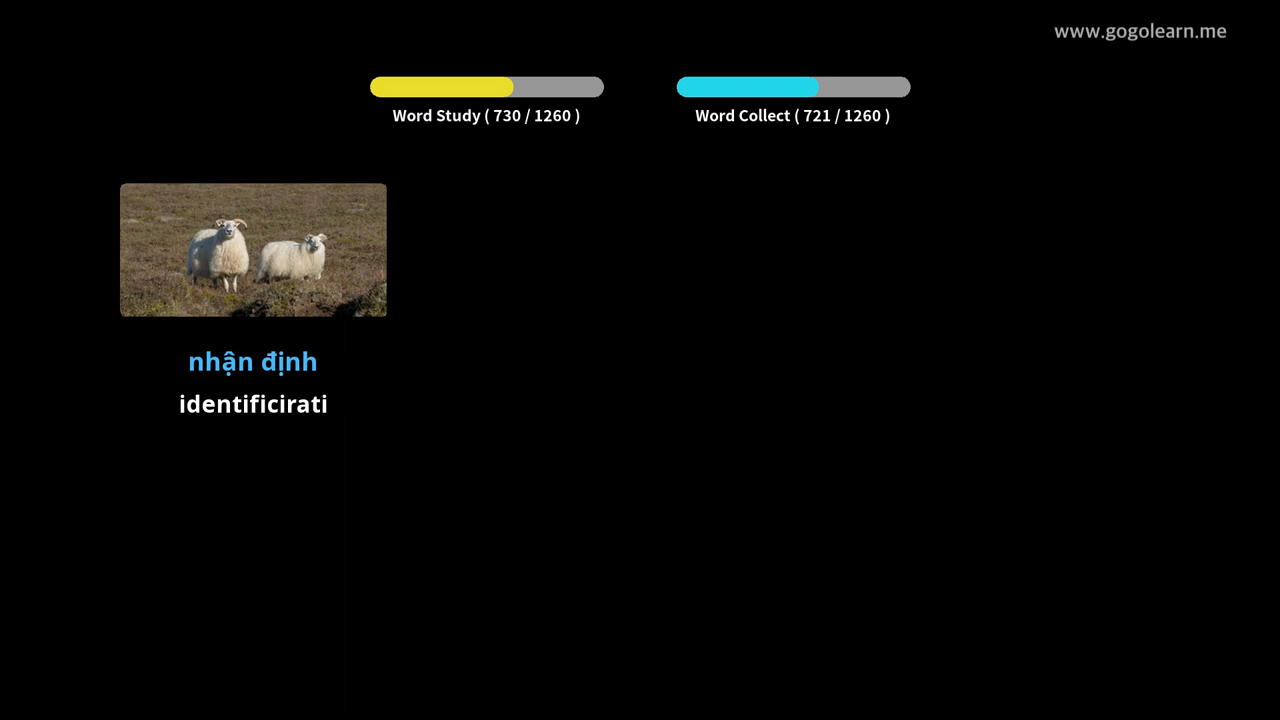 www.gogolearn.me
Word Study ( 730 / 1260 )
Word Collect ( 721 / 1260 )
nhận định
identificirati